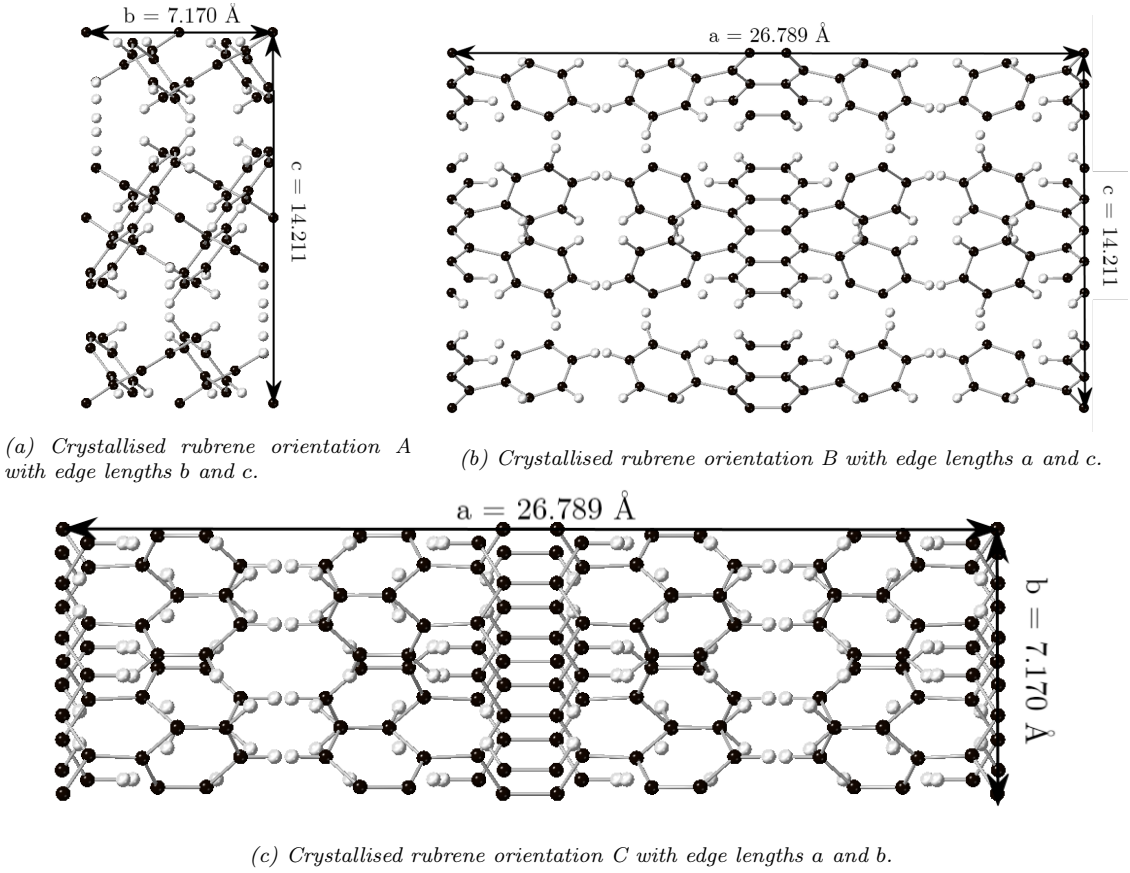 b = 7.170 Å
c = 14.211
a = 26.789 Å
c = 14.211
(a) Crystallised rubrene orientation A
with edge lengths b and c.
(b) Crystallised rubrene orientation B with edge lengths a and c.
a = 26.789 Å
b = 7.170 Å
(c) Crystallised rubrene orientation C with edge lengths a and b.